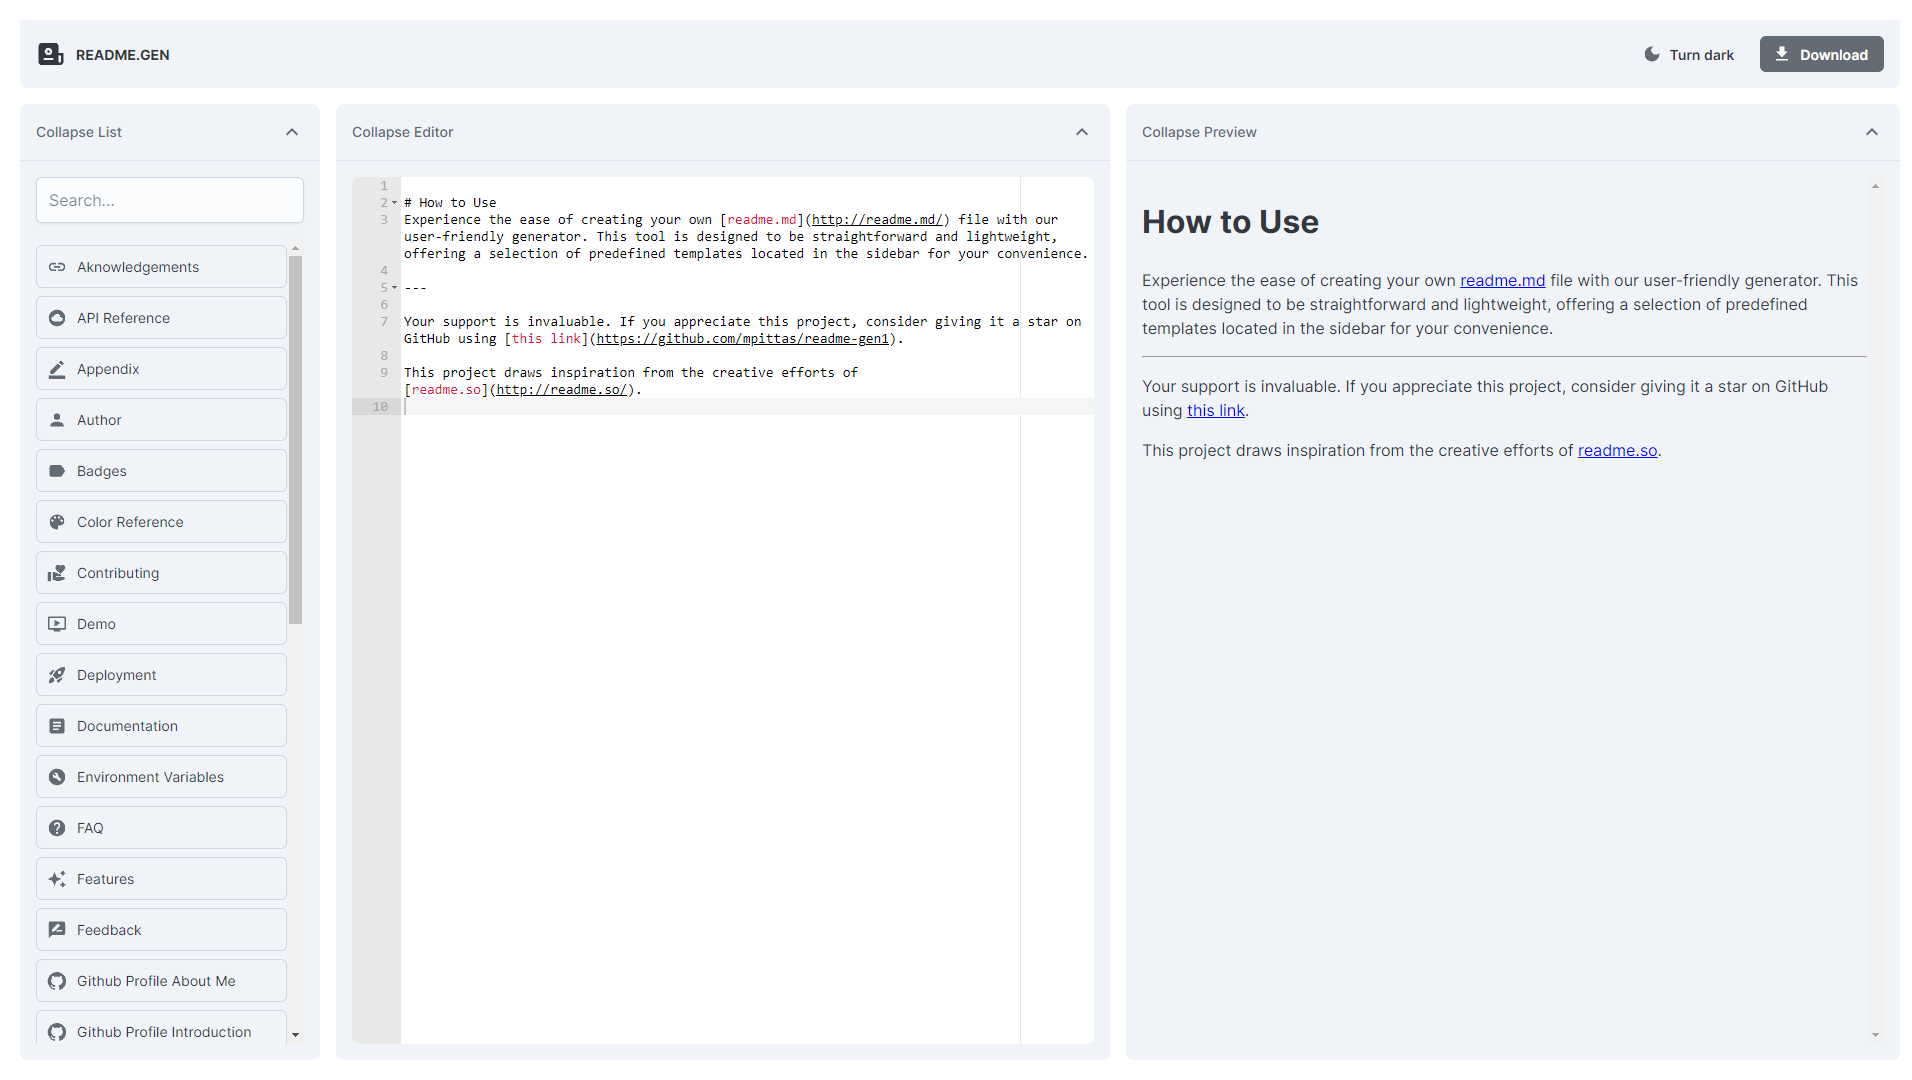 README.GEN
Turn dark
Download
Collapse List
Search...
Aknowledgements
API Reference
Appendix
Author
Badges
Color Reference
Contributing
Demo
Deployment
Documentation
Environment Variables
FAQ
Features
Feedback
Github Profile About Me
Github Profile Introduction
Collapse Editor
1
2 # How to Use
3 Experience the ease of creating your own [readme.md](http://readme.md/) file with our
user-friendly generator. This tool is designed to be straightforward and lightweight,
offering a selection of predefined templates located in the sidebar for your convenience.
4
5 ---
6
7 Your support is invaluable. If you appreciate this project, consider giving it a star on
GitHub using [this link](https://github.com/mpittas/readme-gen1).
8
9 This project draws inspiration from the creative efforts of
[readme.so](http://readme.so/).
10
Collapse Preview
How to Use
Experience the ease of creating your own readme.md file with our user-friendly generator. This
tool is designed to be straightforward and lightweight, offering a selection of predefined
templates located in the sidebar for your convenience.
Your support is invaluable. If you appreciate this project, consider giving it a star on GitHub
using this link.
This project draws inspiration from the creative efforts of readme.so.